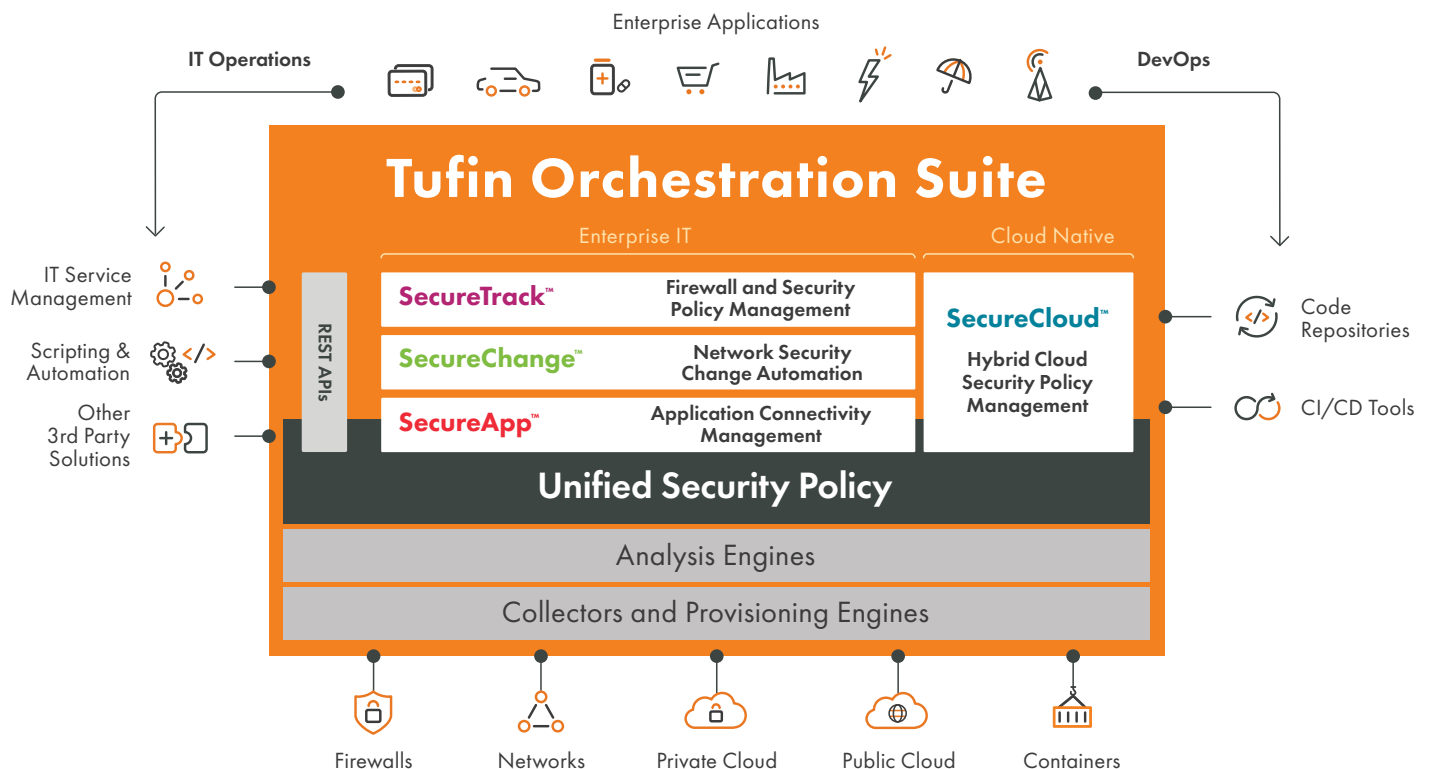 Enterprise Applications
IT Operations
DevOps
Tufin Orchestration Suite
Enterprise IT
Cloud Native
IT Service
Management
Scripting &
Automation
Other
3rd Party
Solutions
REST APIs
SecureTrack™
Firewall and Security
Policy Management
SecureChange™
Network Security
Change Automation
SecureApp™
Application Connectivity
Management
SecureCloud™
Hybrid Cloud
Security Policy
Management
Code
Repositories
CI/CD Tools
Unified Security Policy
Analysis Engines
Collectors and Provisioning Engines
Firewalls
Networks
Private Cloud
Public Cloud
Containers